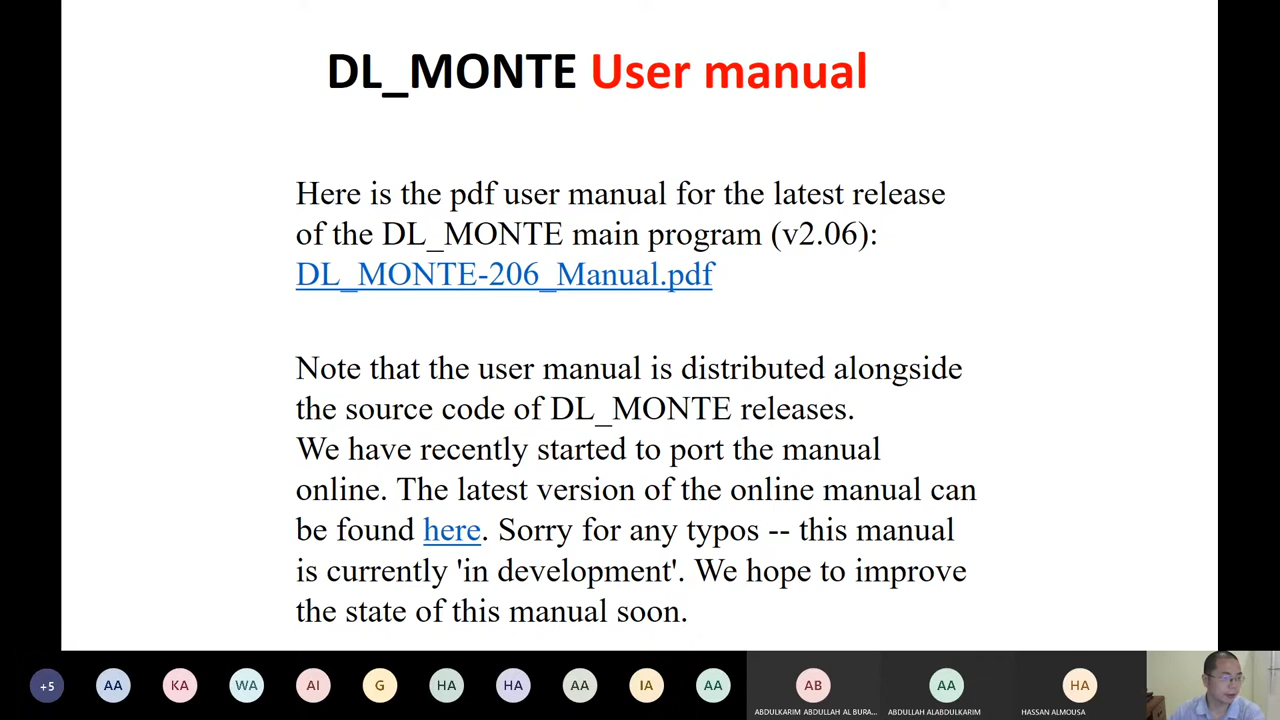 DL_MONTE User manual
Here is the pdf user manual for the latest release
of the DL_MONTE main program (v2.06):
DL_MONTE-206_Manual.pdf
Note that the user manual is distributed alongside
the source code of DL_MONTE releases.
We have recently started to port the manual
online. The latest version of the online manual can
be found here. Sorry for any typos -- this manual
is currently 'in development'. We hope to improve
the state of this manual soon.
+5 AA KA WA AI G HA HA AA IA AA AB AA HA
ABDULKARIM ABDULLAH AL BURA... ABDULLAH ALABDULKARIM HASSAN ALMOUSA